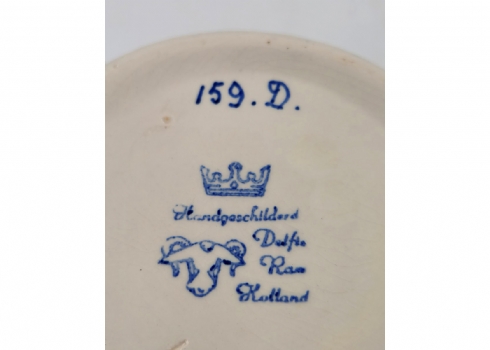 159. D.
Handgeschilderd
Delfts
Ram
Holland